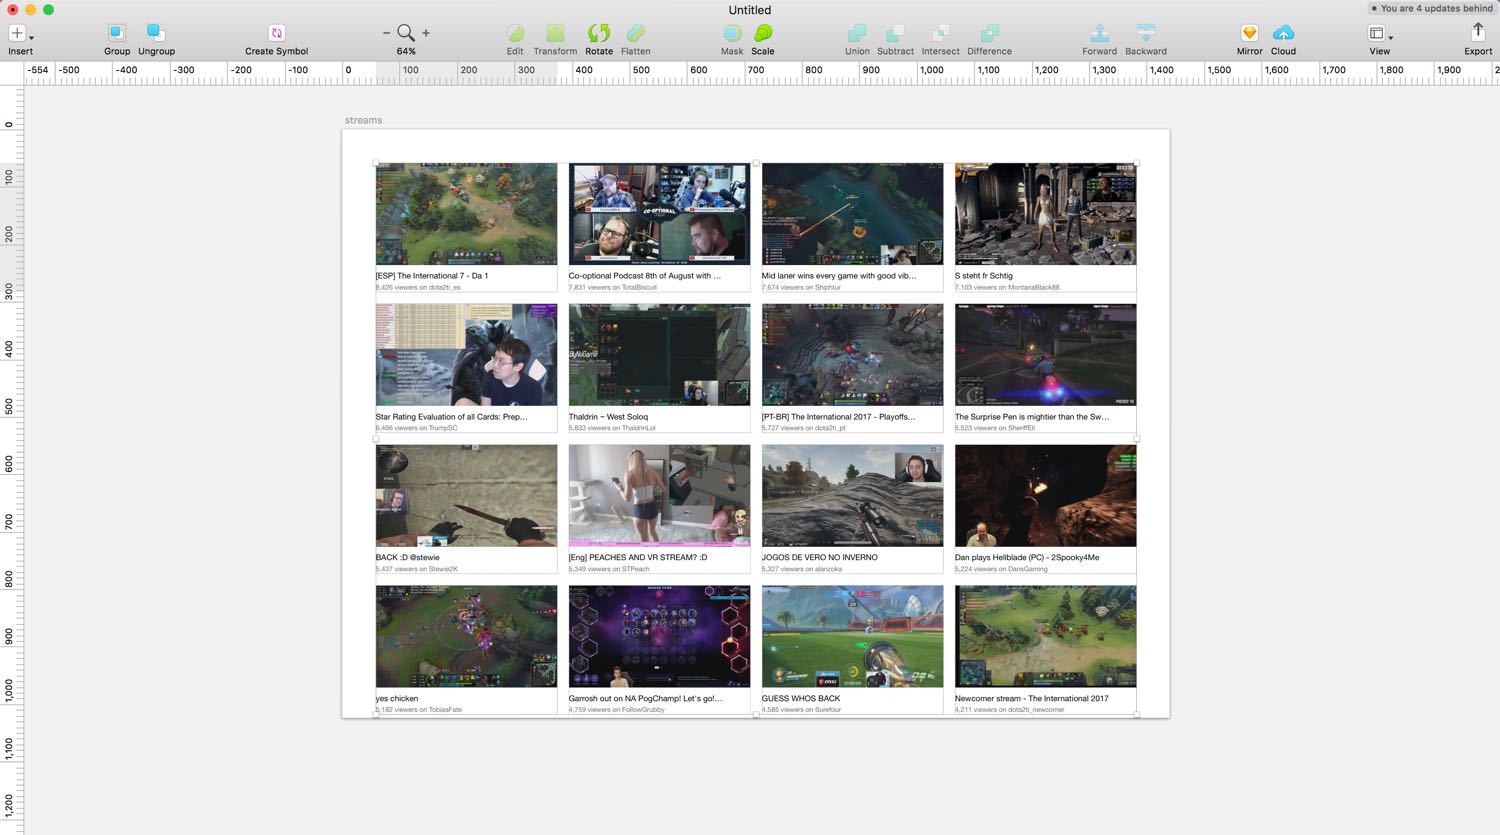 Untitled
You are 4 updates behind
Insert
Group
Ungroup
Create Symbol
64%
Edit
Transform
Rotate
Flatten
Mask
Scale
Union
Subtract
Intersect
Difference
Forward
Backward
Mirror
Cloud
View
Export
-554 -500 -400 -300 -200 -100 0 100 200 300 400 500 600 700 800 900 1,000 1,100 1,200 1,300 1,400 1,500 1,600 1,700 1,800 1,900 2
0
100
200
300
400
500
600
700
800
900
1,000
1,100
1,200
streams
CO-OPTIONAL
[ESP] The International 7 - Da 1
8,426 viewers on dota2ti_es
Co-optional Podcast 8th of August with ...
7,831 viewers on TotalBiscuit
Mid laner wins every game with good vib...
7,674 viewers on Shiphtur
S steht fr Schtig
7,103 viewers on MontanaBlack88
ByNoGame
Star Rating Evaluation of all Cards: Prep...
6,466 viewers on TrumpSC
Thaldrin ~ West Soloq
5,833 viewers on ThaldrinLol
[PT-BR] The International 2017 - Playoffs...
5,727 viewers on dota2ti_pt
The Surprise Pen is mightier than the Sw...
5,523 viewers on SheriffEli
BACK :D @stewie
5,437 viewers on Stewie2K
[Eng] PEACHES AND VR STREAM? :D
5,349 viewers on STPeach
JOGOS DE VERO NO INVERNO
5,327 viewers on alanzoka
Dan plays Hellblade (PC) - 2Spooky4Me
5,224 viewers on DansGaming
msi
yes chicken
5,182 viewers on TobiasFate
Garrosh out on NA PogChamp! Let's go!...
4,759 viewers on FollowGrubby
GUESS WHOS BACK
4,585 viewers on Surefour
Newcomer stream - The International 2017
4,211 viewers on dota2ti_newcomer